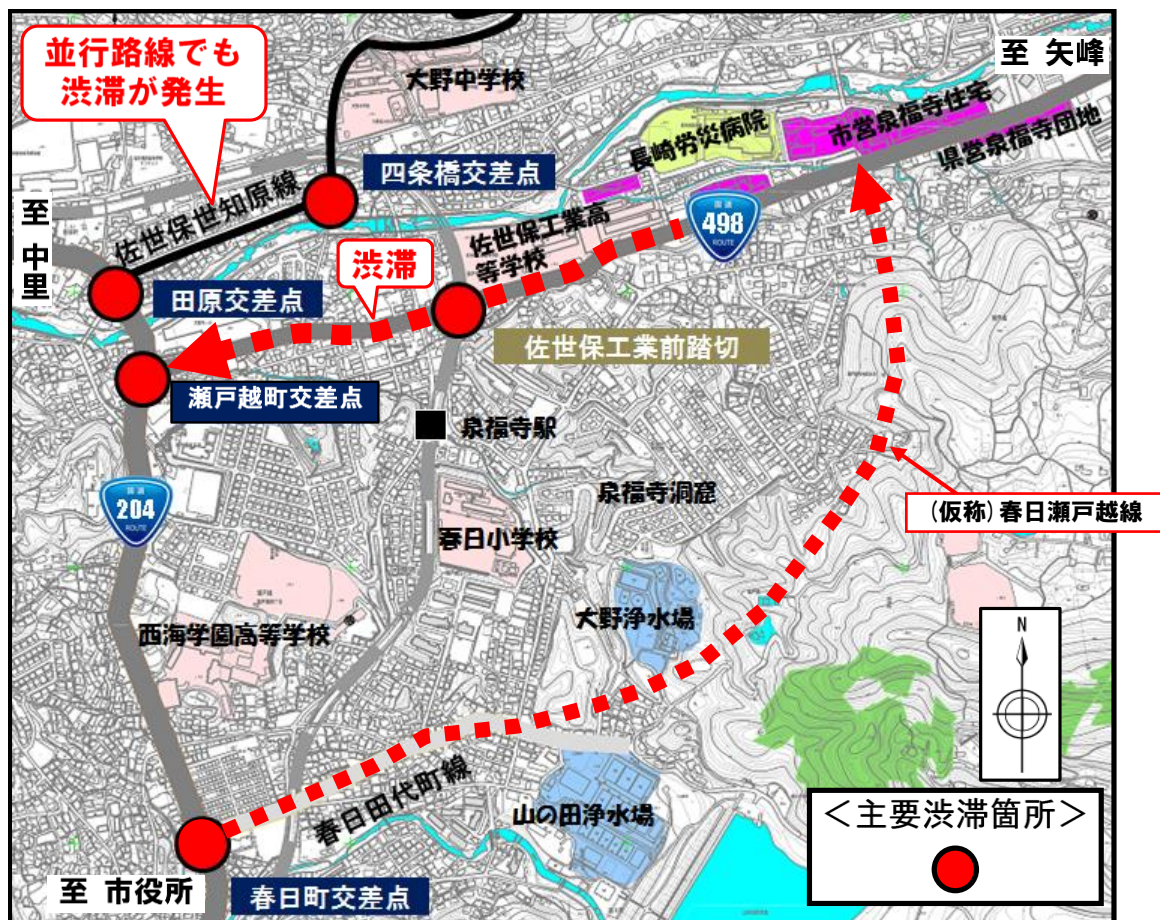 並行路線でも
渋滞が発生
大野中学校
至 矢峰
長崎労災病院
市営泉福寺住宅
県営泉福寺団地
四条橋交差点
佐世保世知原線
至 中里
佐世保工業高
等学校
国道
498
ROUTE
渋滞
田原交差点
佐世保工業前踏切
瀬戸越町交差点
泉福寺駅
国道
204
ROUTE
泉福寺洞窟
(仮称)春日瀬戸越線
春日小学校
大野浄水場
西海学園高等学校
N
春日田代町線
山の田浄水場
<主要渋滞箇所>
至 市役所
春日町交差点